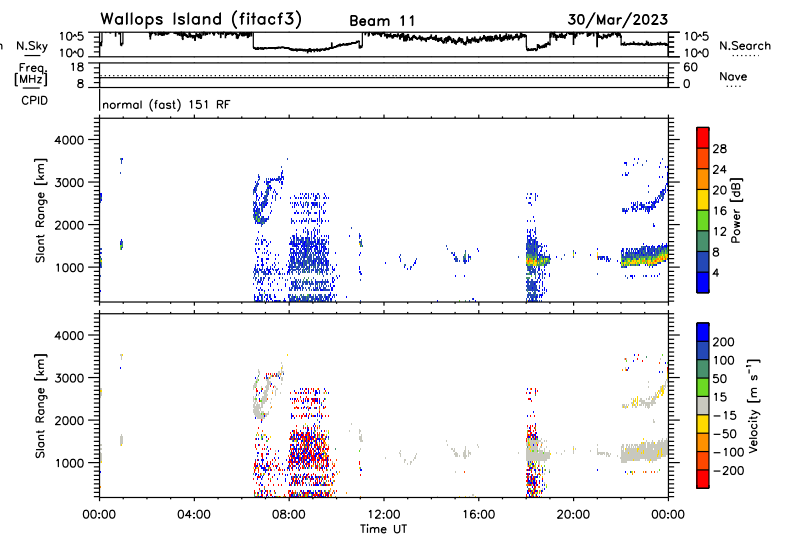 Wallops Island (fitacf3) Beam 11 30/Mar/2023
n N.Sky 10^5 10^0 10^5 10^0 N.Search
Freq. [MHz] 18 8 60 0 Nave
CPID normal (fast) 151 RF
Slant Range [km] 4000 3000 2000 1000
28 24 20 16 12 8 4 Power [dB]
Slant Range [km] 4000 3000 2000 1000
200 100 50 15 −15 −50 −100 −200 Velocity [m s⁻¹]
00:00 04:00 08:00 12:00 16:00 20:00 00:00
Time UT